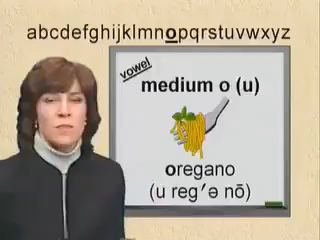 abcdefghijklmnopqrstuvwxyz
vowel
medium o (u)
oregano
(u reg′ə nō)